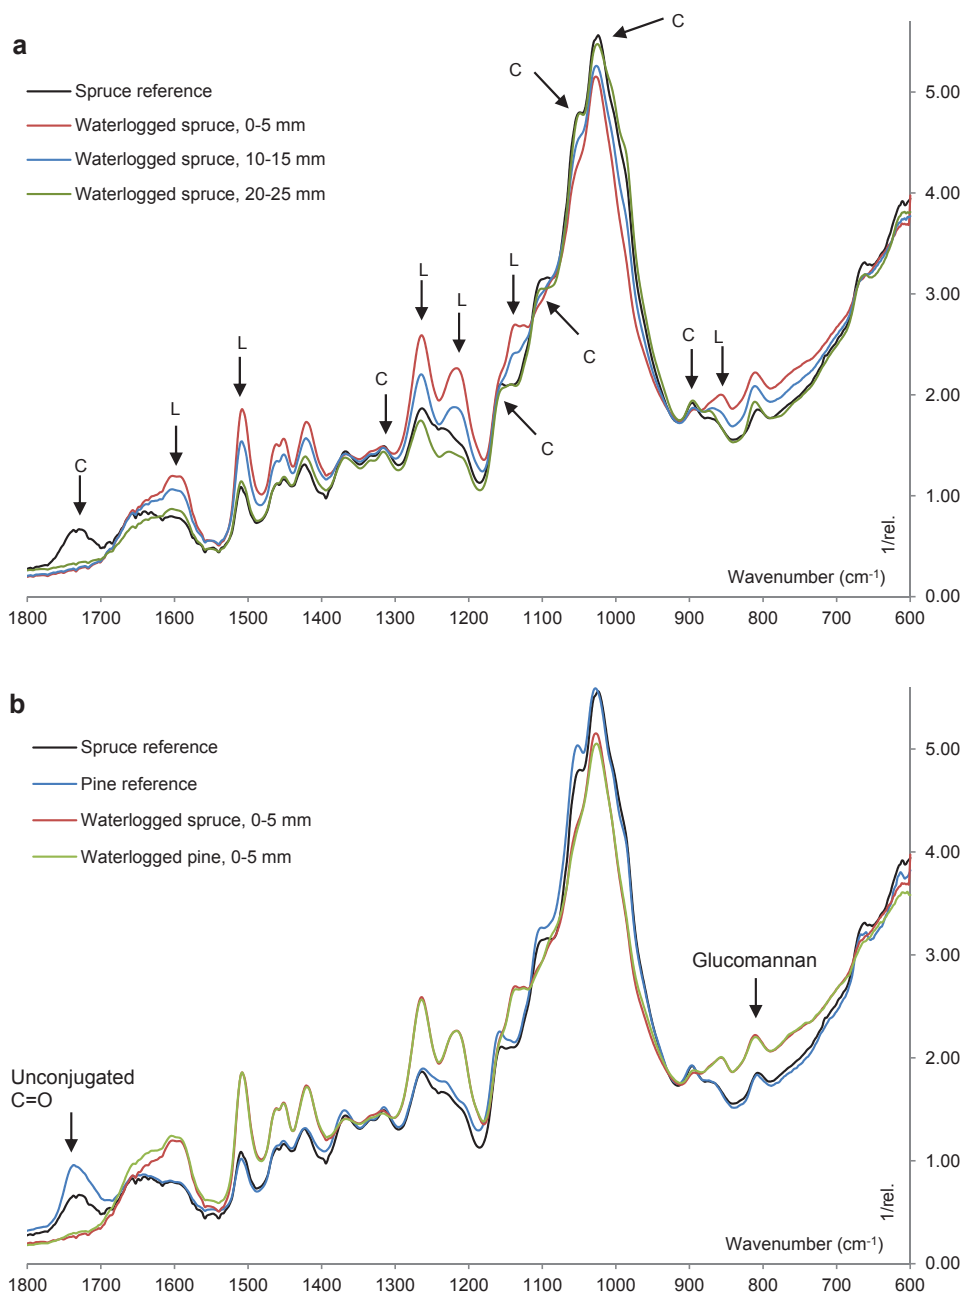 a
C
C
Spruce reference
Waterlogged spruce, 0-5 mm
Waterlogged spruce, 10-15 mm
Waterlogged spruce, 20-25 mm
5.00
4.00
L
L
L
3.00
L
C
C
L
C
L
C
C
2.00
1.00
1/rel.
Wavenumber (cm-1)
0.00
1800 1700 1600 1500 1400 1300 1200 1100 1000 900 800 700 600
b
Spruce reference
Pine reference
Waterlogged spruce, 0-5 mm
Waterlogged pine, 0-5 mm
5.00
4.00
3.00
Glucomannan
2.00
Unconjugated
C=O
1.00
1/rel.
Wavenumber (cm-1)
0.00
1800 1700 1600 1500 1400 1300 1200 1100 1000 900 800 700 600